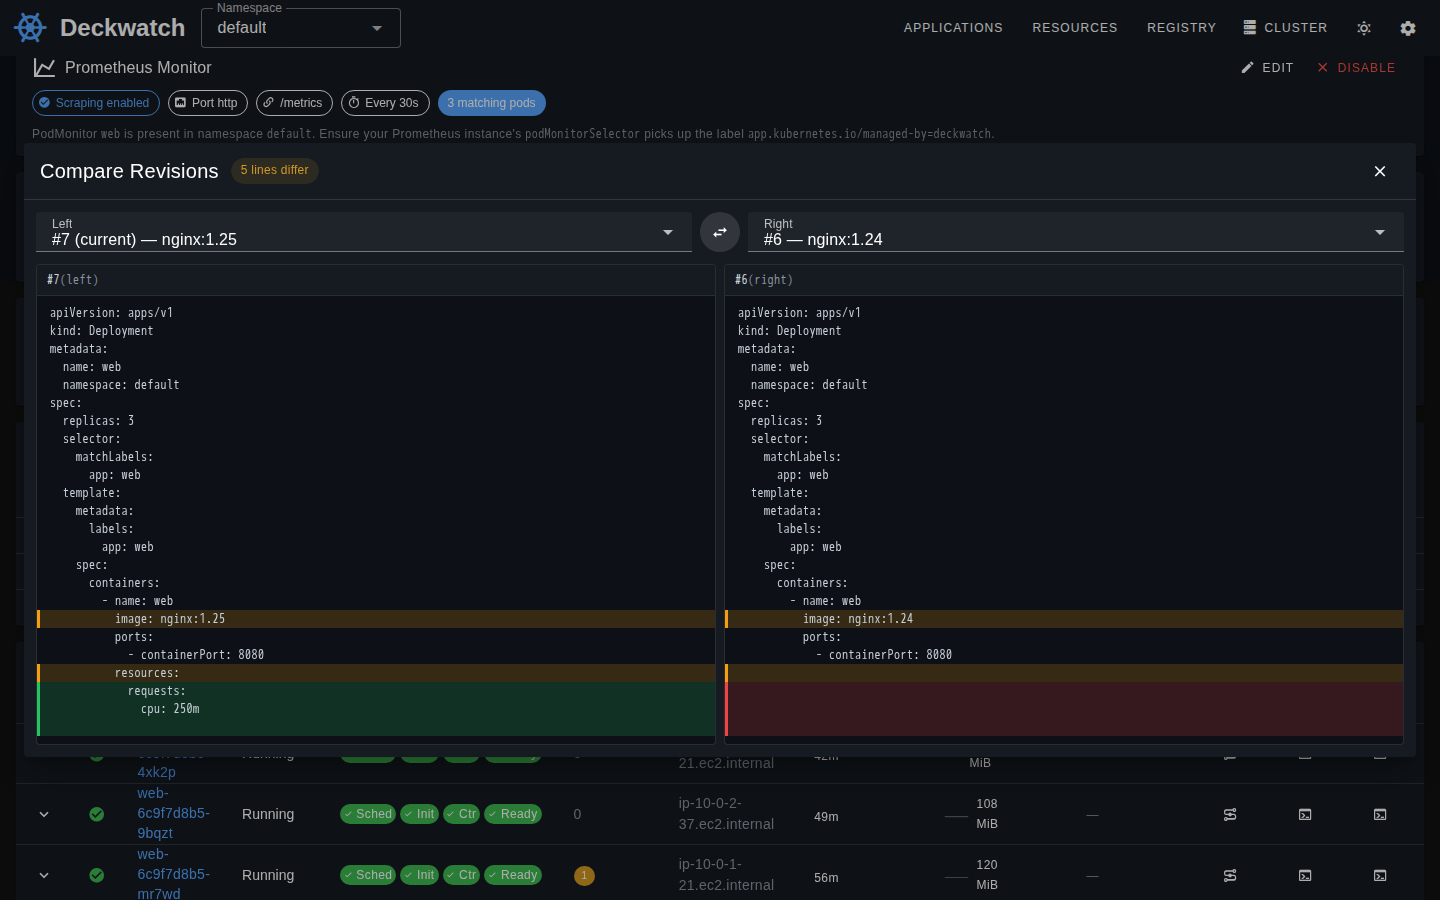 Deckwatch
Namespace
default
APPLICATIONS
RESOURCES
REGISTRY
CLUSTER
Prometheus Monitor
EDIT
DISABLE
Scraping enabled
Port http
/metrics
Every 30s
3 matching pods
PodMonitor web is present in namespace default. Ensure your Prometheus instance's podMonitorSelector picks up the label app.kubernetes.io/managed-by=deckwatch.
Compare Revisions
5 lines differ
Left
#7 (current) — nginx:1.25
Right
#6 — nginx:1.24
#7(left)
apiVersion: apps/v1
kind: Deployment
metadata:
  name: web
  namespace: default
spec:
  replicas: 3
  selector:
    matchLabels:
      app: web
  template:
    metadata:
      labels:
        app: web
    spec:
      containers:
        - name: web
          image: nginx:1.25
          ports:
            - containerPort: 8080
          resources:
            requests:
              cpu: 250m
#6(right)
apiVersion: apps/v1
kind: Deployment
metadata:
  name: web
  namespace: default
spec:
  replicas: 3
  selector:
    matchLabels:
      app: web
  template:
    metadata:
      labels:
        app: web
    spec:
      containers:
        - name: web
          image: nginx:1.24
          ports:
            - containerPort: 8080
4xk2p
Running
21.ec2.internal
42m
MiB
web-
6c9f7d8b5-
9bqzt
Running
Sched
Init
Ctr
Ready
0
ip-10-0-2-
37.ec2.internal
49m
108
MiB
—
web-
6c9f7d8b5-
mr7wd
Running
Sched
Init
Ctr
Ready
1
ip-10-0-1-
21.ec2.internal
56m
120
MiB
—